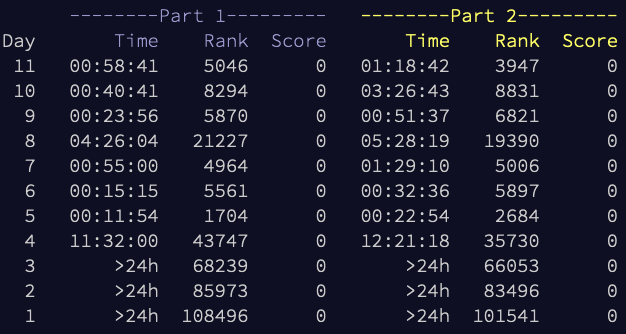 --------Part 1--------- --------Part 2---------
Day Time Rank Score Time Rank Score
11 00:58:41 5046 0 01:18:42 3947 0
10 00:40:41 8294 0 03:26:43 8831 0
9 00:23:56 5870 0 00:51:37 6821 0
8 04:26:04 21227 0 05:28:19 19390 0
7 00:55:00 4964 0 01:29:10 5006 0
6 00:15:15 5561 0 00:32:36 5897 0
5 00:11:54 1704 0 00:22:54 2684 0
4 11:32:00 43747 0 12:21:18 35730 0
3 >24h 68239 0 >24h 66053 0
2 >24h 85973 0 >24h 83496 0
1 >24h 108496 0 >24h 101541 0